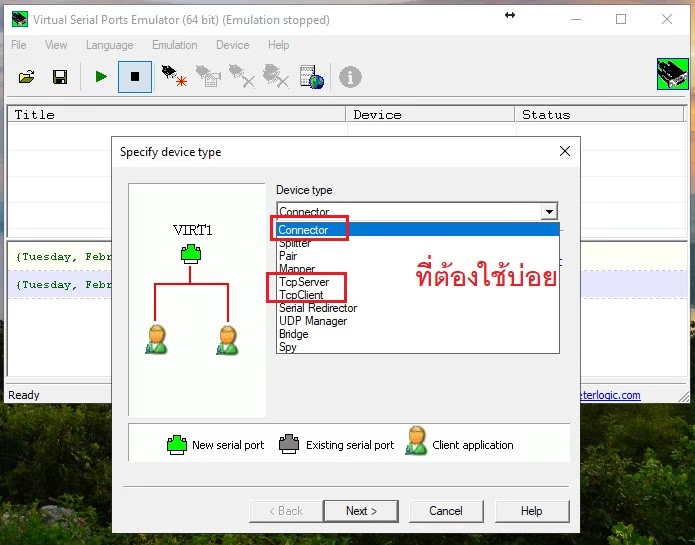 Virtual Serial Ports Emulator (64 bit) (Emulation stopped)
File View Language Emulation Device Help
Title Device Status
Specify device type
Device type
Connector
VIRT1
Connector
Splitter
Pair
Mapper
TcpServer
TcpClient
Serial Redirector
UDP Manager
Bridge
Spy
ที่ต้องใช้บ่อย
{Tuesday, Febr
{Tuesday, Febr
Ready
eterlogic.com
New serial port Existing serial port Client application
< Back Next > Cancel Help